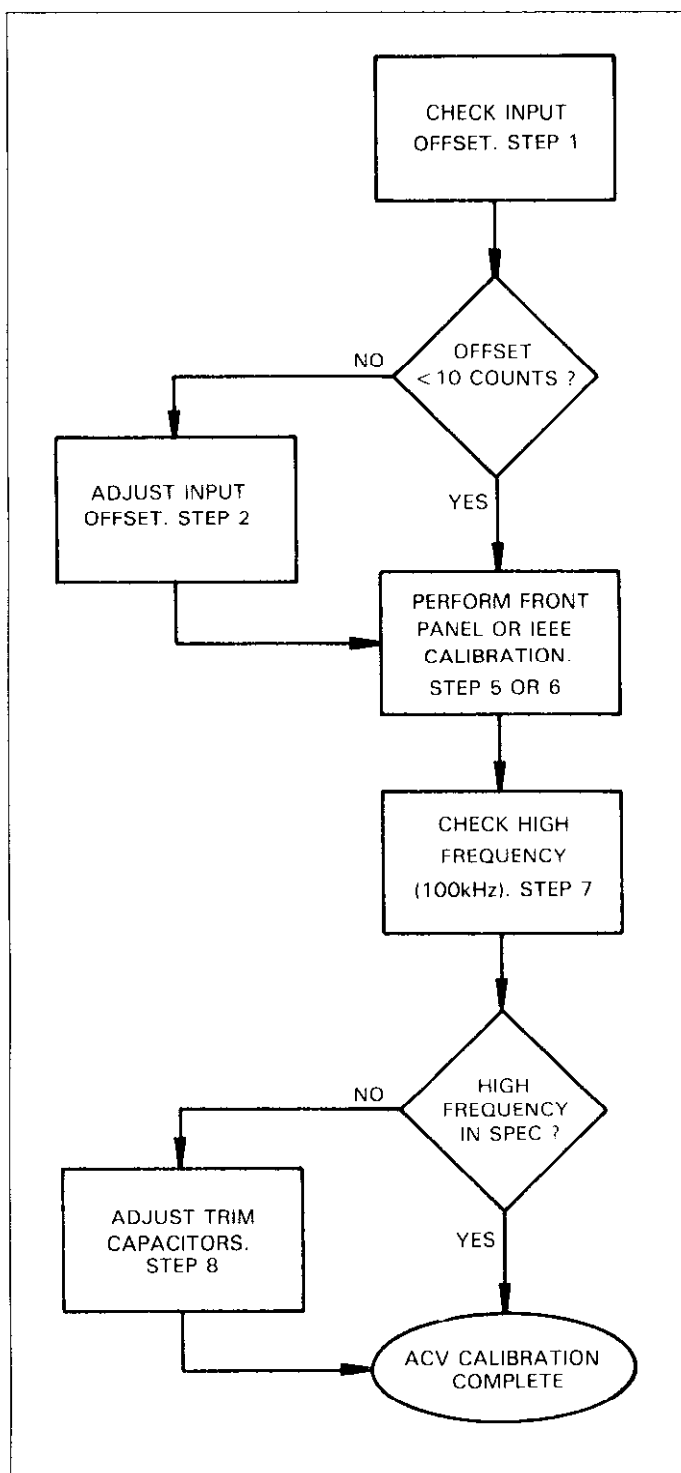 CHECK INPUT
OFFSET. STEP 1
OFFSET
< 10 COUNTS ?
NO
YES
ADJUST INPUT
OFFSET. STEP 2
PERFORM FRONT
PANEL OR IEEE
CALIBRATION.
STEP 5 OR 6
CHECK HIGH
FREQUENCY
(100kHz). STEP 7
HIGH
FREQUENCY
IN SPEC ?
NO
YES
ADJUST TRIM
CAPACITORS.
STEP 8
ACV CALIBRATION
COMPLETE